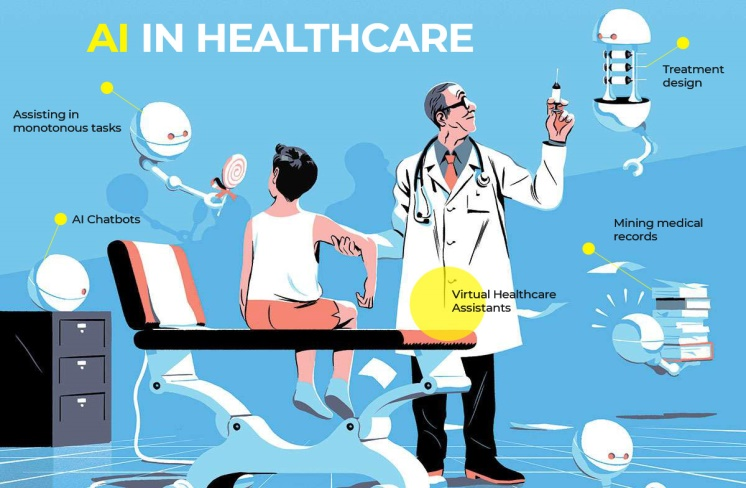 AI IN HEALTHCARE
Treatment
design
Assisting in
monotonous tasks
AI Chatbots
Mining medical
records
Virtual Healthcare
Assistants